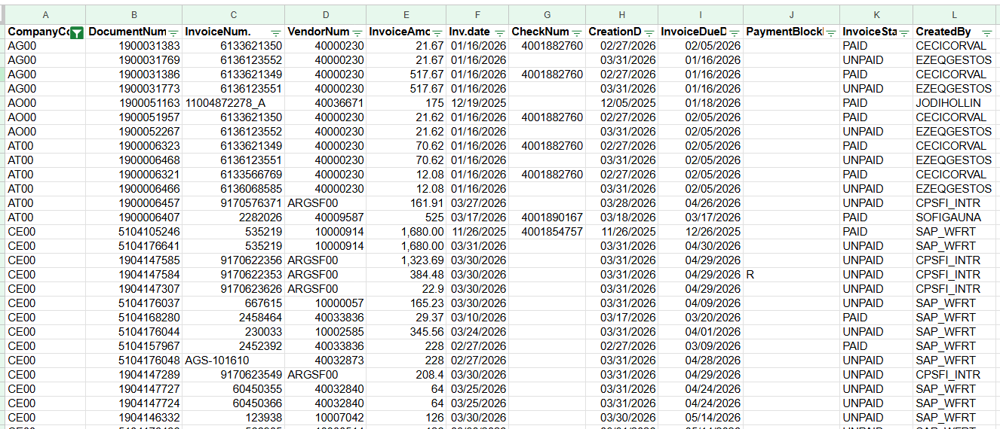 A B C D E F G H I J K L
CompanyCo DocumentNum InvoiceNum. VendorNum InvoiceAmo Inv.date CheckNum CreationD InvoiceDueD PaymentBlock InvoiceSta CreatedBy
AG00 1900031383 6133621350 40000230 21.67 01/16/2026 4001882760 02/27/2026 02/05/2026 PAID CECICORVAL
AG00 1900031769 6136123552 40000230 21.67 01/16/2026 03/31/2026 01/16/2026 UNPAID EZEQGESTOS
AG00 1900031386 6133621349 40000230 517.67 01/16/2026 4001882760 02/27/2026 01/16/2026 PAID CECICORVAL
AG00 1900031773 6136123551 40000230 517.67 01/16/2026 03/31/2026 01/16/2026 UNPAID EZEQGESTOS
AO00 1900051163 11004872278_A 40036671 175 12/19/2025 12/05/2025 01/18/2026 PAID JODIHOLLIN
AO00 1900051957 6133621350 40000230 21.62 01/16/2026 4001882760 02/27/2026 02/05/2026 PAID CECICORVAL
AO00 1900052267 6136123552 40000230 21.62 01/16/2026 03/31/2026 02/05/2026 UNPAID EZEQGESTOS
AT00 1900006323 6133621349 40000230 70.62 01/16/2026 4001882760 02/27/2026 02/05/2026 PAID CECICORVAL
AT00 1900006468 6136123551 40000230 70.62 01/16/2026 03/31/2026 02/05/2026 UNPAID EZEQGESTOS
AT00 1900006321 6133566769 40000230 12.08 01/16/2026 4001882760 02/27/2026 02/05/2026 PAID CECICORVAL
AT00 1900006466 6136068585 40000230 12.08 01/16/2026 03/31/2026 02/05/2026 UNPAID EZEQGESTOS
AT00 1900006457 9170576371 ARGSF00 161.91 03/27/2026 03/28/2026 04/26/2026 UNPAID CPSFI_INTR
AT00 1900006407 2282026 40009587 525 03/17/2026 4001890167 03/18/2026 03/17/2026 PAID SOFIGAUNA
CE00 5104105246 535219 10000914 1,680.00 11/26/2025 4001854757 11/26/2025 12/26/2025 PAID SAP_WFRT
CE00 5104176641 535219 10000914 1,680.00 03/31/2026 03/31/2026 04/30/2026 UNPAID SAP_WFRT
CE00 1904147585 9170622356 ARGSF00 1,323.69 03/30/2026 03/31/2026 04/29/2026 UNPAID CPSFI_INTR
CE00 1904147584 9170622353 ARGSF00 384.48 03/30/2026 03/31/2026 04/29/2026 R UNPAID CPSFI_INTR
CE00 1904147307 9170623626 ARGSF00 22.9 03/30/2026 03/31/2026 04/29/2026 UNPAID CPSFI_INTR
CE00 5104176037 667615 10000057 165.23 03/30/2026 03/31/2026 04/09/2026 UNPAID SAP_WFRT
CE00 5104168280 2458464 40033836 29.37 03/10/2026 03/17/2026 03/20/2026 PAID SAP_WFRT
CE00 5104176044 230033 10002585 345.56 03/24/2026 03/31/2026 04/01/2026 UNPAID SAP_WFRT
CE00 5104157967 2452392 40033836 228 02/27/2026 02/27/2026 03/09/2026 PAID SAP_WFRT
CE00 5104176048 AGS-101610 40032873 228 02/27/2026 03/31/2026 04/28/2026 UNPAID SAP_WFRT
CE00 1904147289 9170623549 ARGSF00 208.4 03/30/2026 03/31/2026 04/29/2026 UNPAID CPSFI_INTR
CE00 1904147727 60450355 40032840 64 03/25/2026 03/31/2026 04/24/2026 UNPAID SAP_WFRT
CE00 1904147724 60450366 40032840 64 03/25/2026 03/31/2026 04/24/2026 UNPAID SAP_WFRT
CE00 1904146332 123938 10007042 126 03/30/2026 03/30/2026 05/14/2026 UNPAID SAP_WFRT